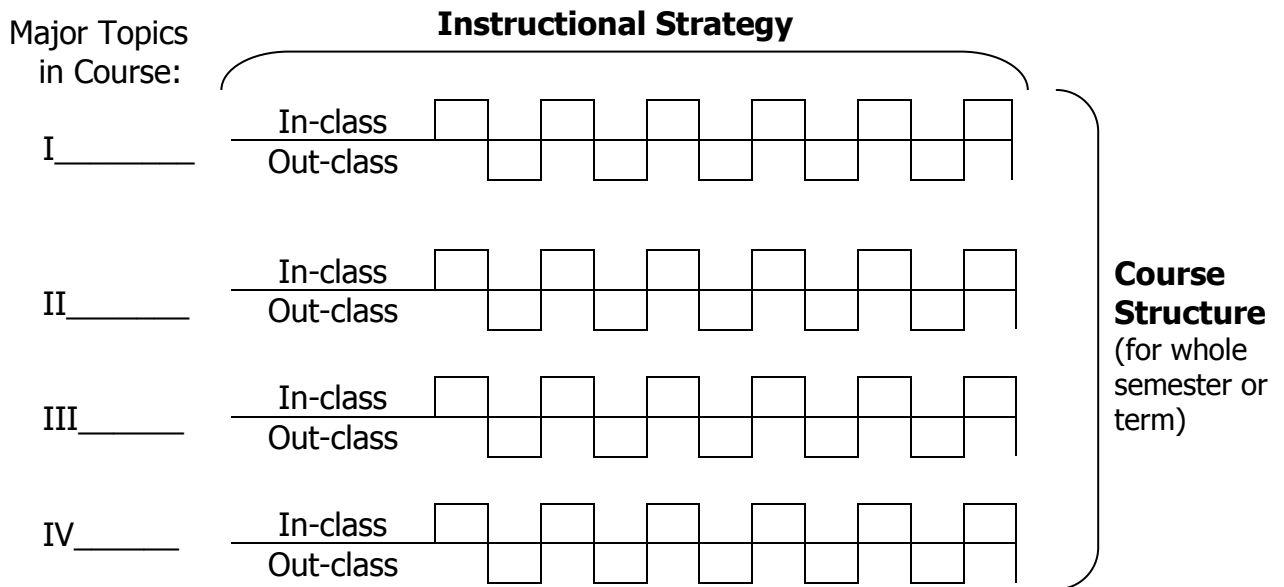 Instructional Strategy
Major Topics
in Course:
I________
In-class
Out-class
II_______
In-class
Out-class
III______
In-class
Out-class
IV______
In-class
Out-class
Course
Structure
(for whole
semester or
term)